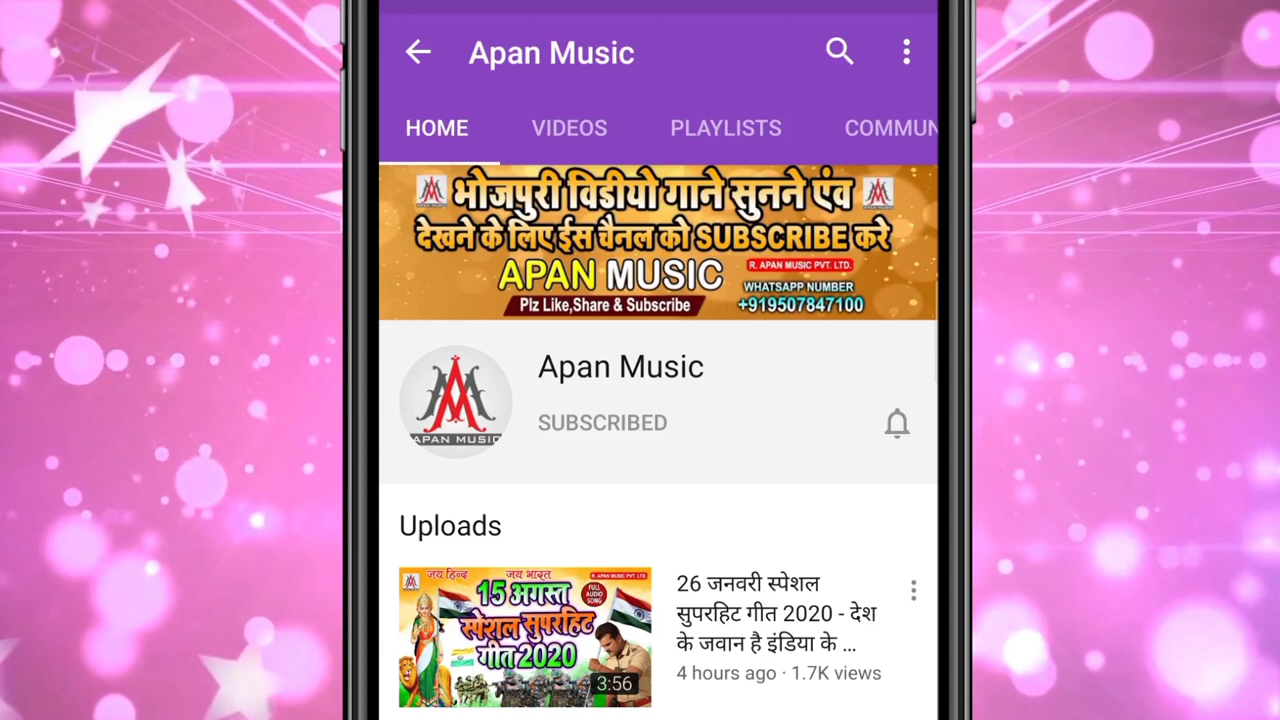 Apan Music
HOME VIDEOS PLAYLISTS COMMUN
भोजपुरी विडीयो गाने सुनने एंव
देखने के लिए ईस चैनल को SUBSCRIBE करे
APAN MUSIC
R. APAN MUSIC PVT. LTD.
WHATSAPP NUMBER
Plz Like,Share & Subscribe
+919507847100
Apan Music
SUBSCRIBED
APAN MUSIC
Uploads
जय हिन्द जय भारत
R. APAN MUSIC PVT. LTD
15 अगस्त
FULL
AUDIO
SONG
स्पेशल सुपरहिट
गीत 2020
3:56
26 जनवरी स्पेशल
सुपरहिट गीत 2020 - देश
के जवान है इंडिया के ...
4 hours ago · 1.7K views